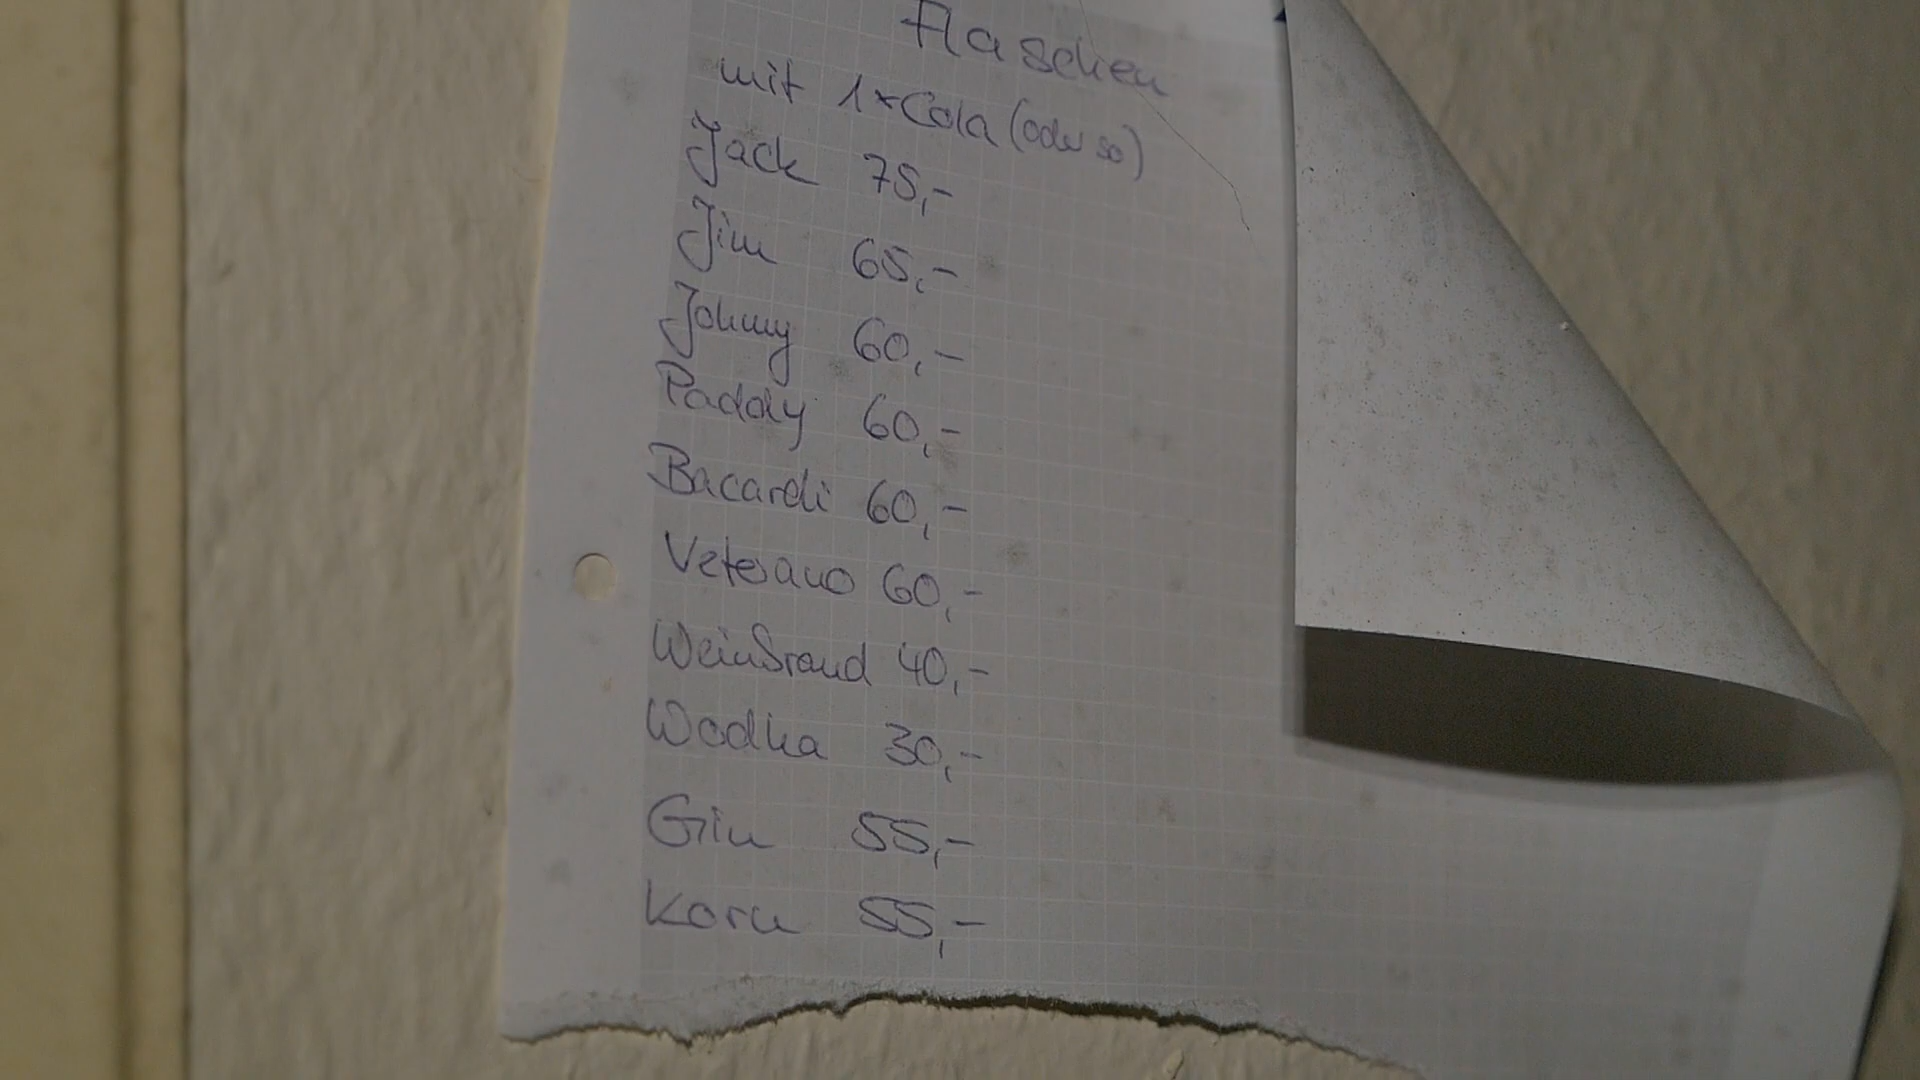 Flaschen
mit 1x Cola (oder so)
Jack 75,-
Jim 65,-
Johnny 60,-
Paddy 60,-
Bacardi 60,-
Veterano 60,-
Weinbrand 40,-
Wodka 30,-
Gin 55,-
Korn 55,-